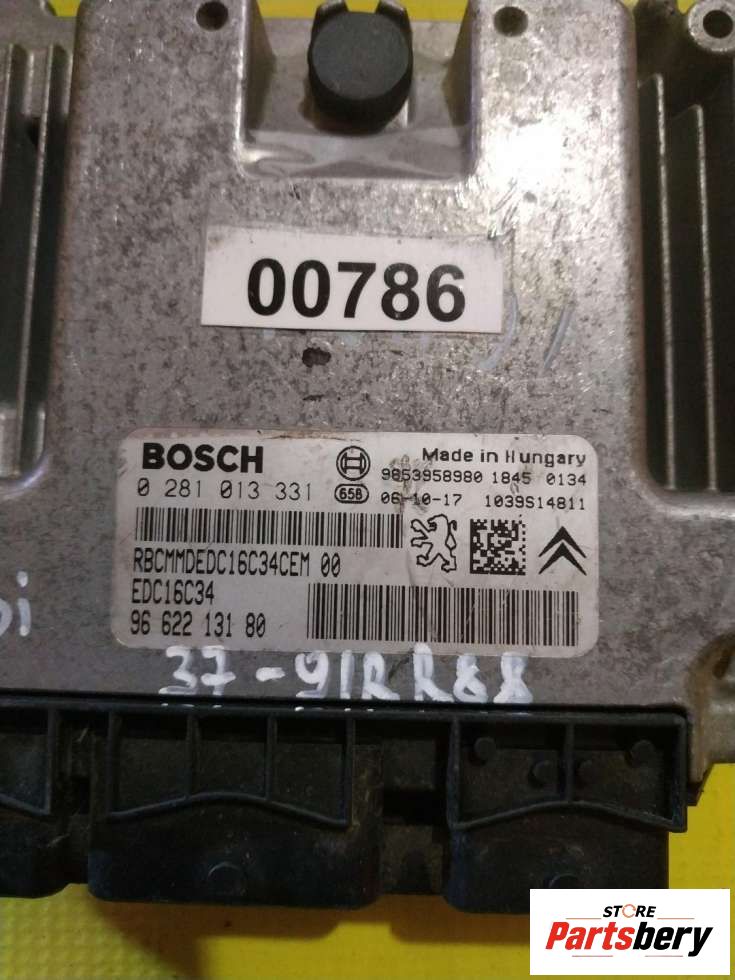 00786
BOSCH
Made in Hungary
0 281 013 331
9853958980 1845 0134
658 06-10-17 1039S14811
RBCMMDEDC16C34CEM 00
EDC16C34
96 622 131 80
37-91RR68
STORE
Partsbery